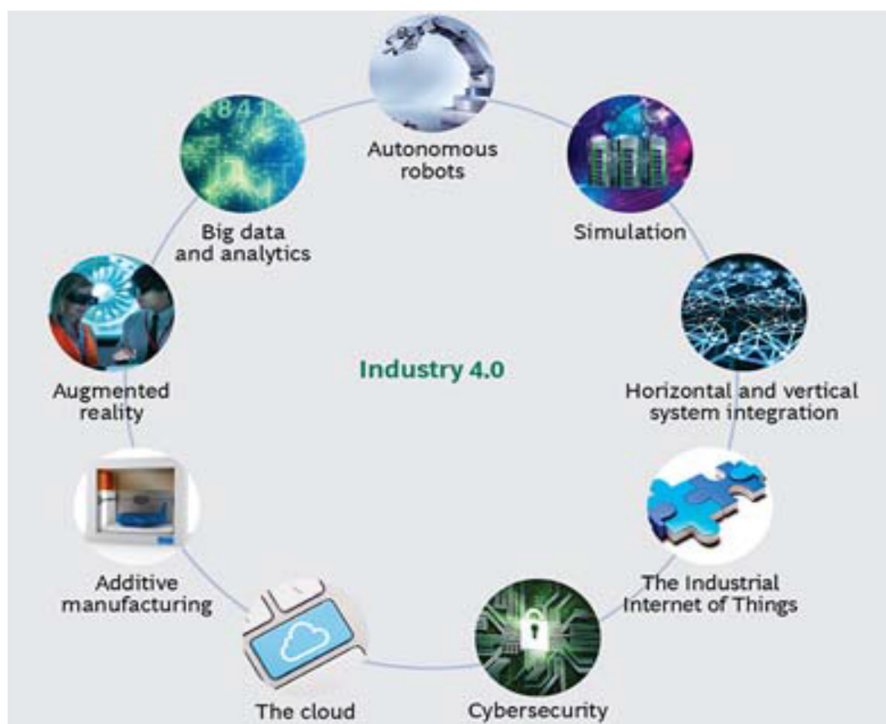 Autonomous
robots
Simulation
Horizontal and vertical
system integration
The Industrial
Internet of Things
Cybersecurity
The cloud
Additive
manufacturing
Augmented
reality
Big data
and analytics
Industry 4.0